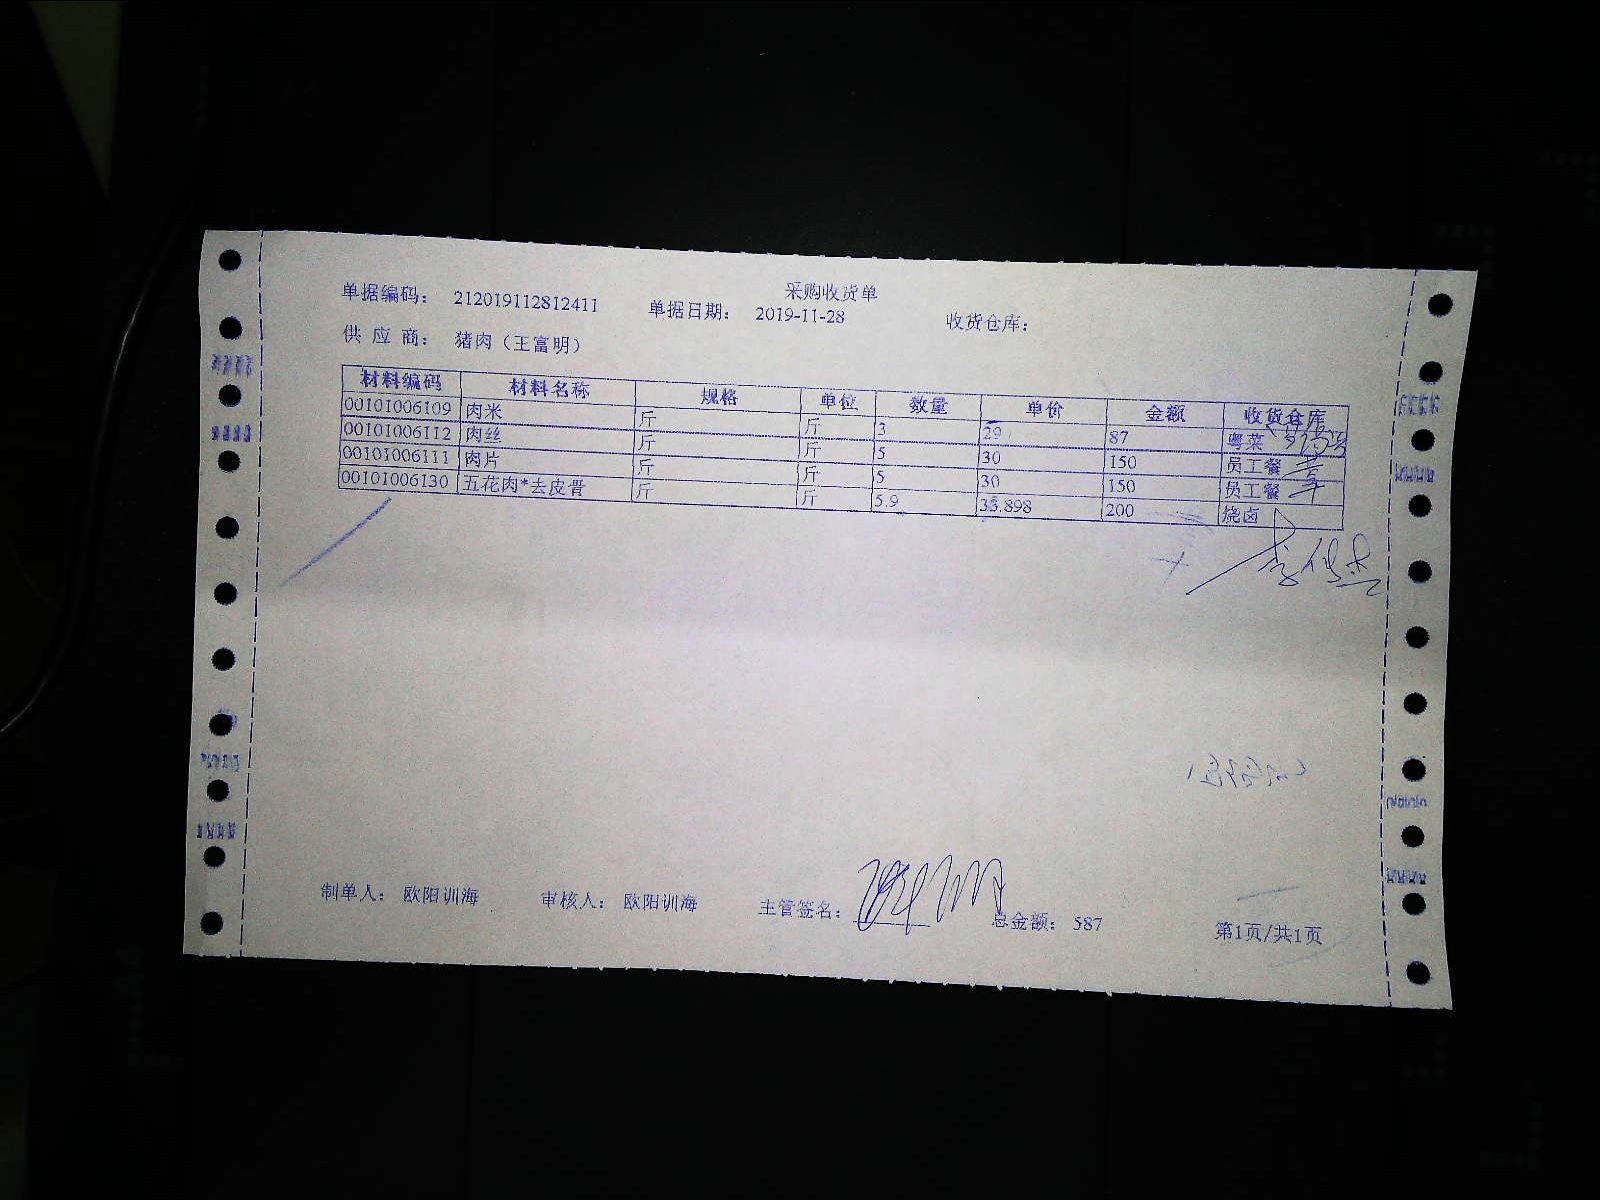 采购收货单
单据编码： 212019112812411 单据日期： 2019-11-28 收货仓库：
供 应 商： 猪肉（王富明）
材料编码 材料名称 规格 单位 数量 单价 金额 收货仓库
00101006109 肉米 斤 斤 3 29 87 粤菜
00101006112 肉丝 斤 斤 5 30 150 员工餐
00101006111 肉片 斤 斤 5 30 150 员工餐
00101006130 五花肉*去皮晋 斤 斤 5.9 33.898 200 烧卤
制单人： 欧阳训海 审核人： 欧阳训海 主管签名： 总金额： 587 第1页/共1页